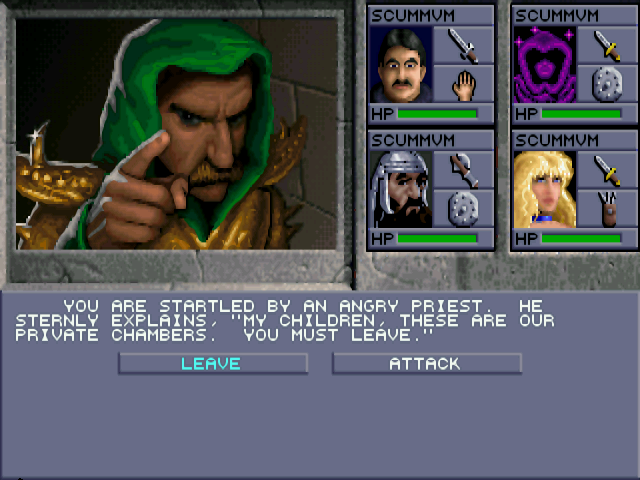 SCUMMVM
SCUMMVM
HP
HP
SCUMMVM
SCUMMVM
HP
HP
YOU ARE STARTLED BY AN ANGRY PRIEST. HE
STERNLY EXPLAINS, "MY CHILDREN, THESE ARE OUR
PRIVATE CHAMBERS. YOU MUST LEAVE."
LEAVE
ATTACK